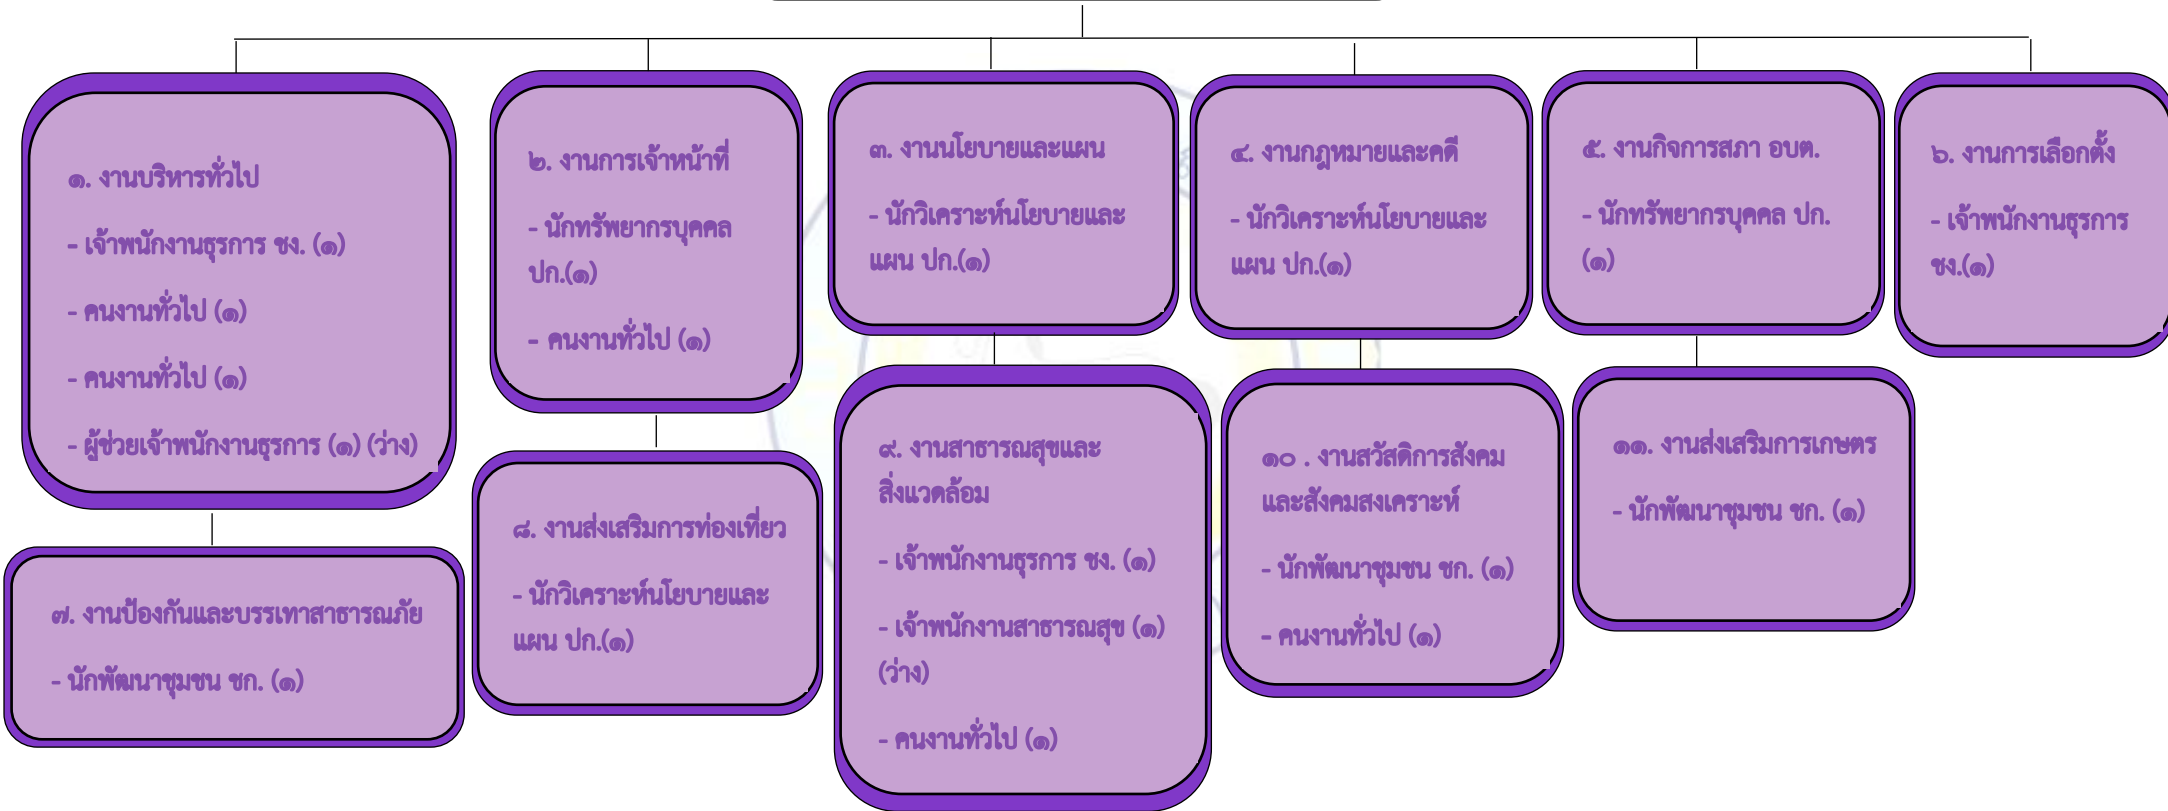 ๑. งานบริหารทั่วไป
- เจ้าพนักงานธุรการ ชง. (๑)
- คนงานทั่วไป (๑)
- คนงานทั่วไป (๑)
- ผู้ช่วยเจ้าพนักงานธุรการ (๑) (ว่าง)
๒. งานการเจ้าหน้าที่
- นักทรัพยากรบุคคล
ปก.(๑)
- คนงานทั่วไป (๑)
๓. งานนโยบายและแผน
- นักวิเคราะห์นโยบายและ
แผน ปก.(๑)
๔. งานกฎหมายและคดี
- นักวิเคราะห์นโยบายและ
แผน ปก.(๑)
๕. งานกิจการสภา อบต.
- นักทรัพยากรบุคคล ปก.
(๑)
๖. งานการเลือกตั้ง
- เจ้าพนักงานธุรการ
ชง.(๑)
๗. งานป้องกันและบรรเทาสาธารณภัย
- นักพัฒนาชุมชน ชก. (๑)
๘. งานส่งเสริมการท่องเที่ยว
- นักวิเคราะห์นโยบายและ
แผน ปก.(๑)
๙. งานสาธารณสุขและ
สิ่งแวดล้อม
- เจ้าพนักงานธุรการ ชง. (๑)
- เจ้าพนักงานสาธารณสุข (๑)
(ว่าง)
- คนงานทั่วไป (๑)
๑๐ . งานสวัสดิการสังคม
และสังคมสงเคราะห์
- นักพัฒนาชุมชน ชก. (๑)
- คนงานทั่วไป (๑)
๑๑. งานส่งเสริมการเกษตร
- นักพัฒนาชุมชน ชก. (๑)